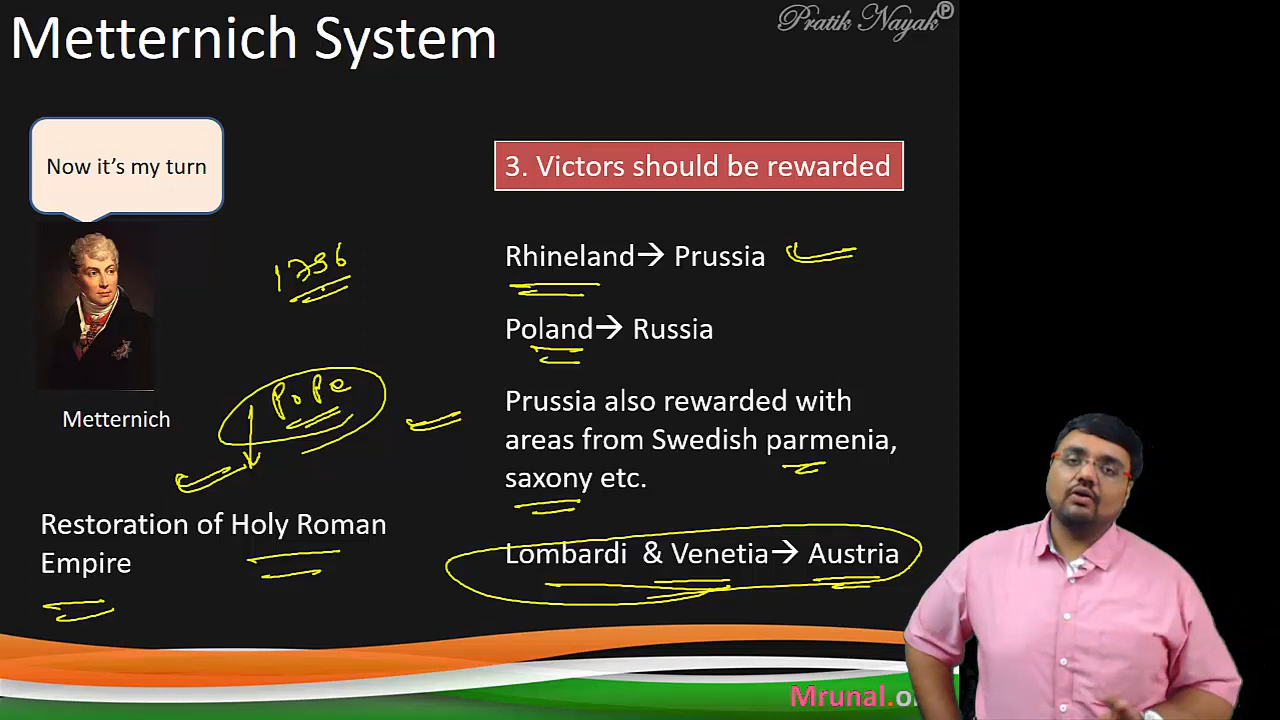 Metternich System
Pratik Nayak
P
Now it's my turn
3. Victors should be rewarded
1796
Rhineland→ Prussia
Poland→ Russia
Pope
Metternich
Prussia also rewarded with
areas from Swedish parmenia,
saxony etc.
Restoration of Holy Roman
Empire
Lombardi & Venetia→ Austria
Mrunal.o